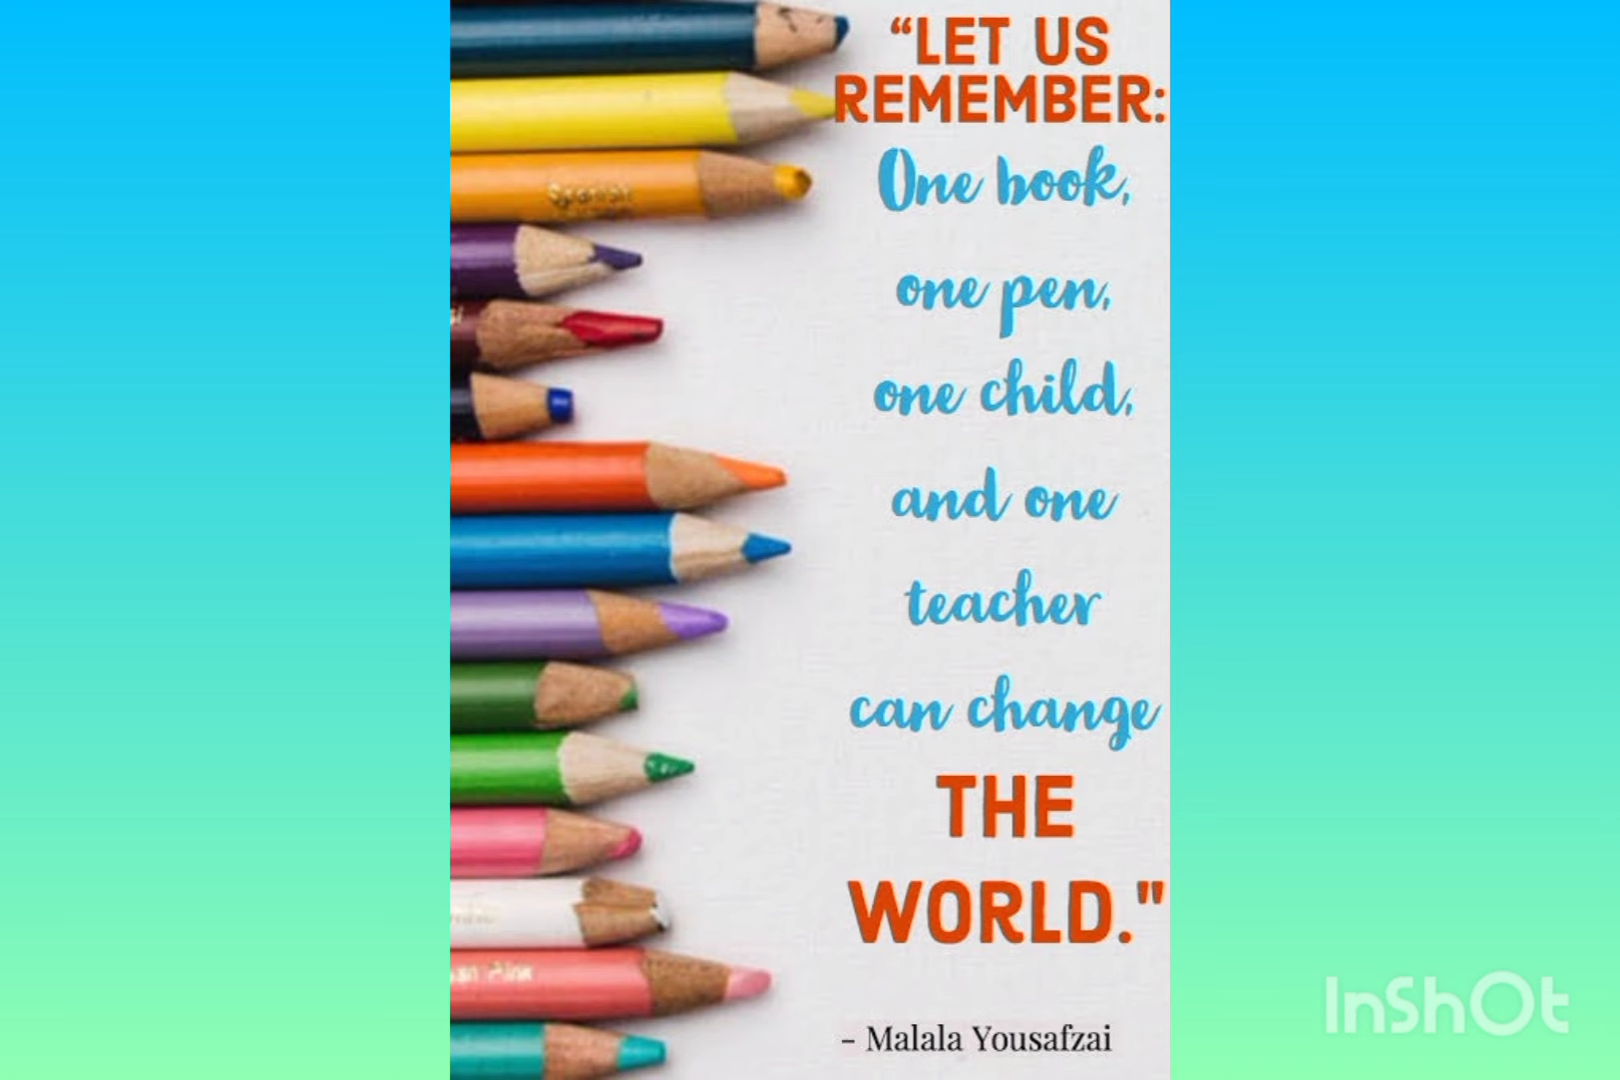 “LET US
REMEMBER:
One book,
one pen,
one child,
and one
teacher
can change
THE
WORLD."
- Malala Yousafzai
Spanish
InShOt